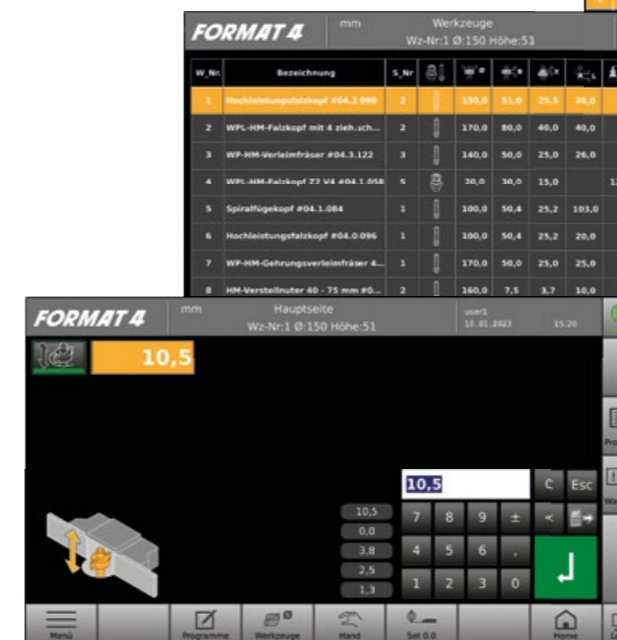 FORMAT 4 mm Werkzeuge
Wz-Nr:1 Ø:150 Höhe:51
W_Nr. Bezeichnung S_Nr
1 Hochleistungsfalzkopf #04.2.098 2 150,0 51,0 25,5 20,0
2 WPL-HM-Falzkopf mit 4 zieh.sch... 2 170,0 80,0 40,0 40,0
3 WP-HM-Verleimfräser #04.3.122 3 140,0 50,0 25,0 26,0
4 WPL-HM-Falzkopf Z2 V4 #04.1.058 5 20,0 30,0 15,0
5 Spiralfügekopf #04.1.084 1 100,0 50,4 25,2 103,0
6 Hochleistungsfalzkopf #04.0.096 1 100,0 50,4 25,2 20,0
7 WP-HM-Gehrungsverleimfräser 4... 1 170,0 50,0 25,0 25,0
8 HM-Verstellnuter 40 - 75 mm #0... 2 160,0 7,5 3,7 10,0
FORMAT 4 mm Hauptseite user1
Wz-Nr:1 Ø:150 Höhe:51 10.01.2023 15:20
10,5
10,5 C Esc
10,5 7 8 9 ± <
0,0
3,8 4 5 6 ,
2,5
1,3 1 2 3 0
Menü Programme Werkzeuge Hand Set 0.0 Home